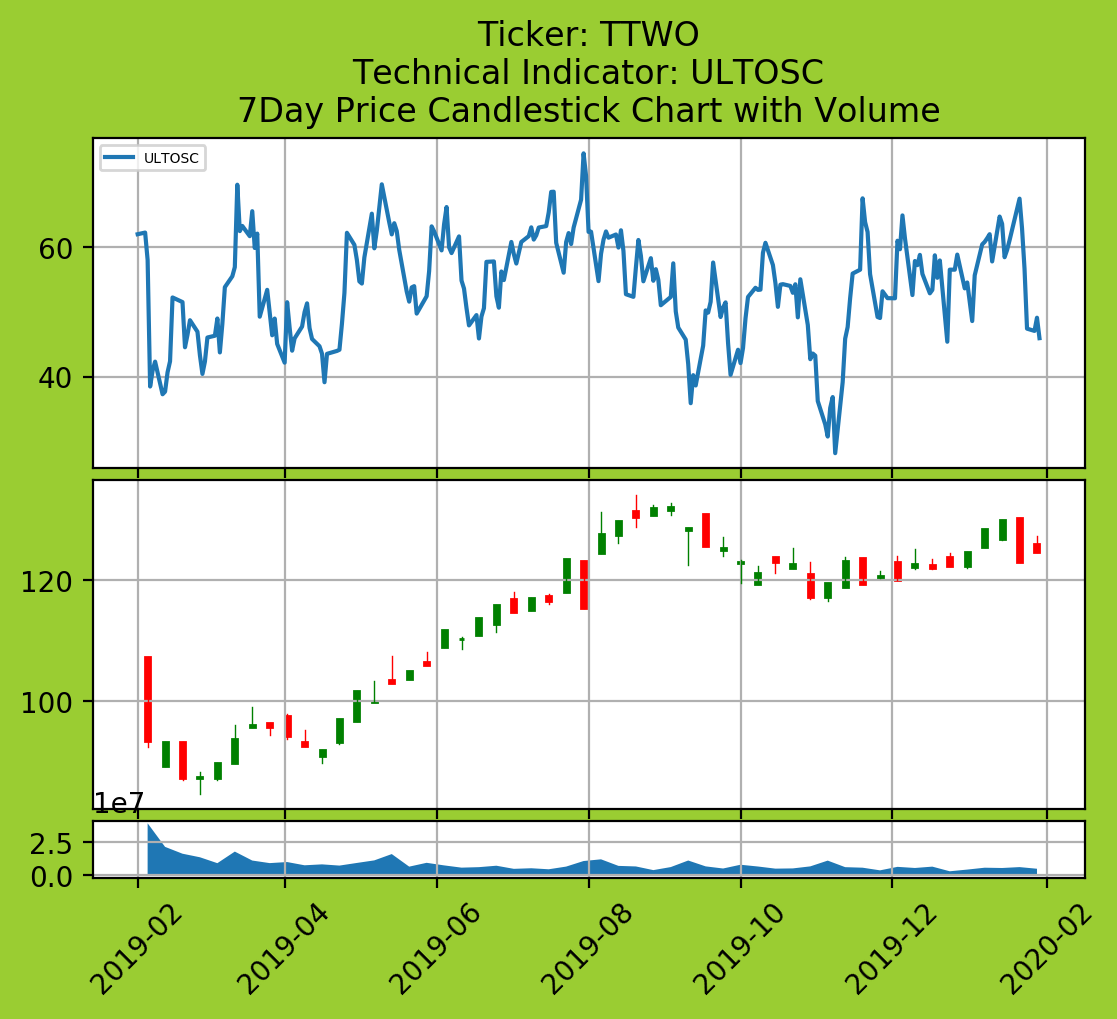 Ticker: TTWO
Technical Indicator: ULTOSC
7Day Price Candlestick Chart with Volume
ULTOSC
60
40
120
100
1e7
2.5
0.0
2019-02
2019-04
2019-06
2019-08
2019-10
2019-12
2020-02